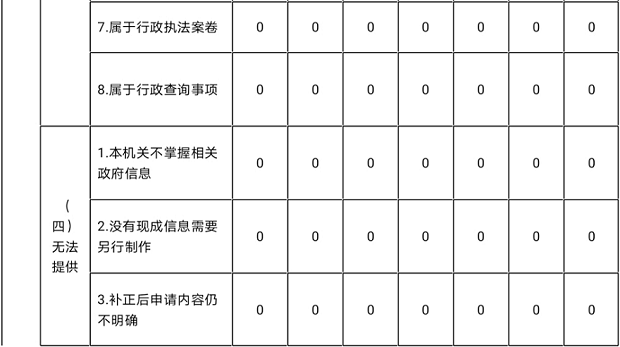 7.属于行政执法案卷 0 0 0 0 0 0 0
8.属于行政查询事项 0 0 0 0 0 0 0
（
四）
无法
提供
1.本机关不掌握相关
政府信息 0 0 0 0 0 0 0
2.没有现成信息需要
另行制作 0 0 0 0 0 0 0
3.补正后申请内容仍
不明确 0 0 0 0 0 0 0